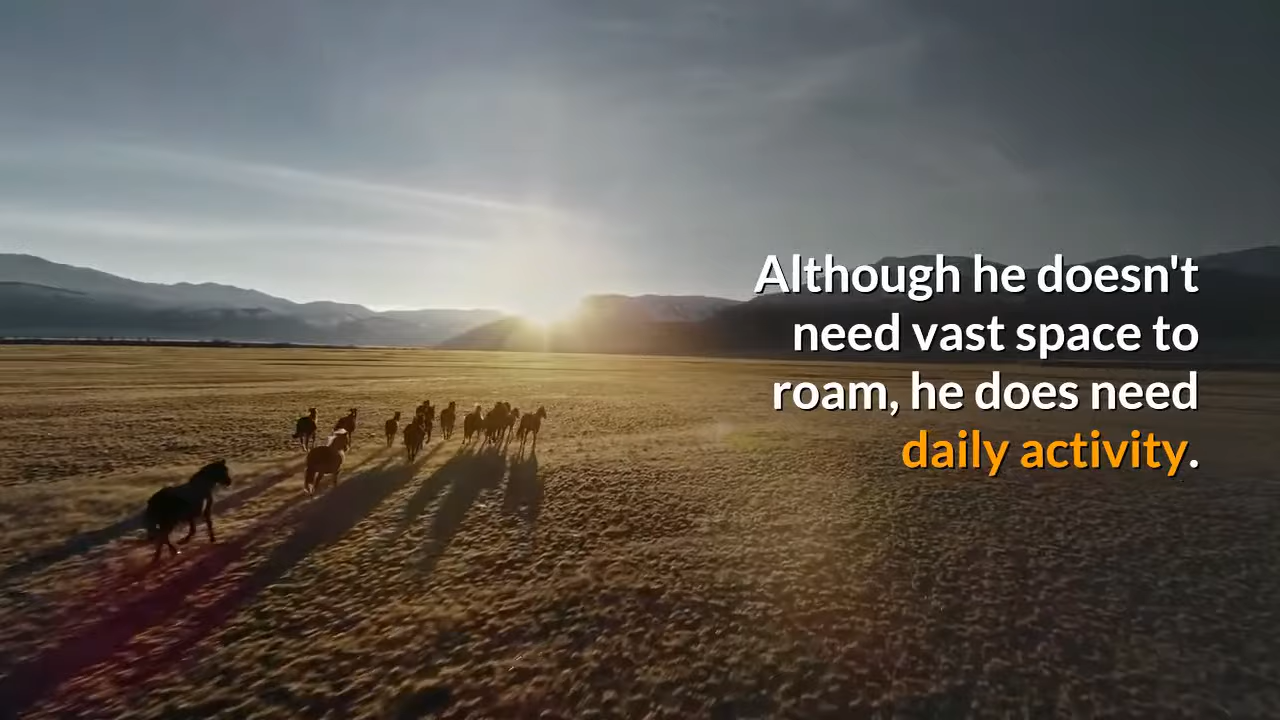 Although he doesn't
need vast space to
roam, he does need
daily activity.